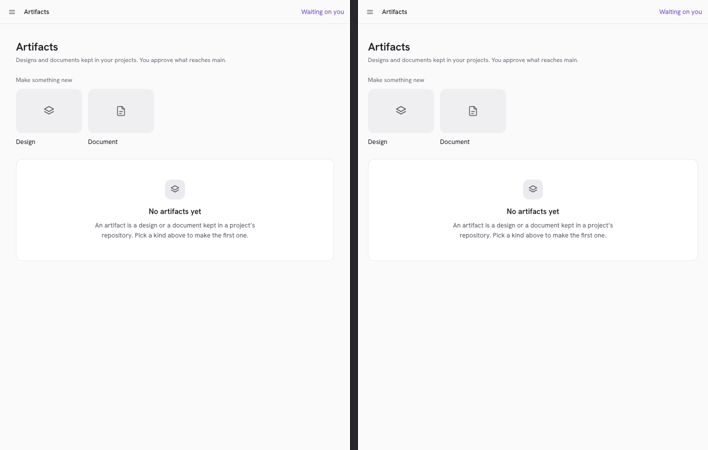 Artifacts
Waiting on you
Artifacts
Designs and documents kept in your projects. You approve what reaches main.
Make something new
Design
Document
No artifacts yet
An artifact is a design or a document kept in a project's
repository. Pick a kind above to make the first one.
Artifacts
Waiting on you
Artifacts
Designs and documents kept in your projects. You approve what reaches main.
Make something new
Design
Document
No artifacts yet
An artifact is a design or a document kept in a project's
repository. Pick a kind above to make the first one.